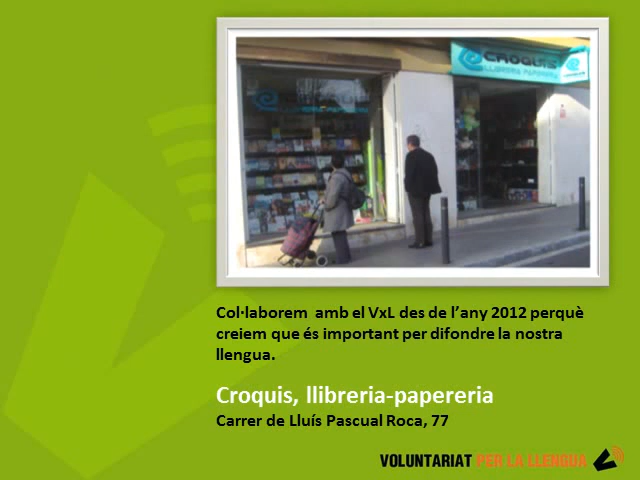 CROQUIS
LLIBRERIA PAPERERIA
CROQUIS
Col·laborem amb el VxL des de l’any 2012 perquè
creiem que és important per difondre la nostra
llengua.
Croquis, llibreria-papereria
Carrer de Lluís Pascual Roca, 77
VOLUNTARIAT PER LA LLENGUA